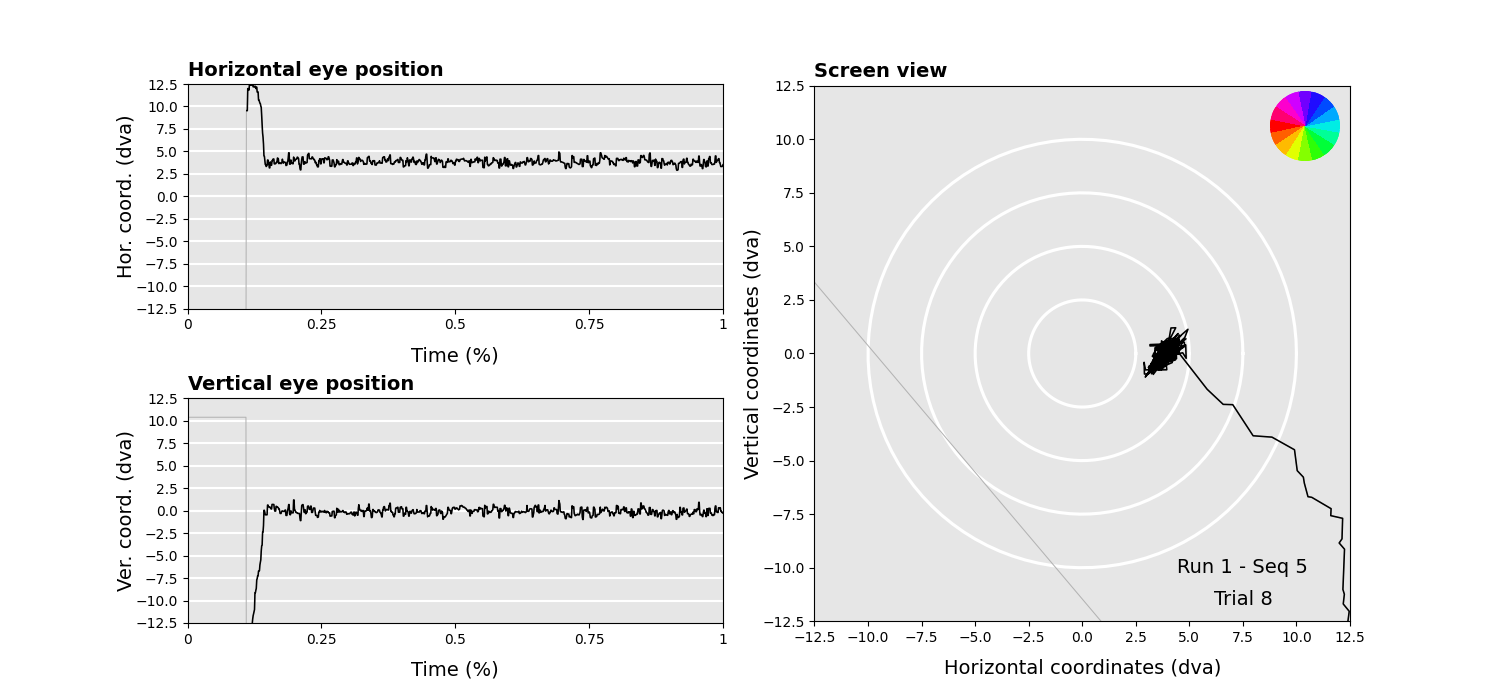 Horizontal eye position
12.5
10.0
7.5
5.0
2.5
0.0
−2.5
−5.0
−7.5
−10.0
−12.5
Hor. coord. (dva)
0 0.25 0.5 0.75 1
Time (%)
Vertical eye position
12.5
10.0
7.5
5.0
2.5
0.0
−2.5
−5.0
−7.5
−10.0
−12.5
Ver. coord. (dva)
0 0.25 0.5 0.75 1
Time (%)
Screen view
12.5
10.0
7.5
5.0
2.5
0.0
−2.5
−5.0
−7.5
−10.0
−12.5
Vertical coordinates (dva)
Run 1 - Seq 5
Trial 8
−12.5 −10.0 −7.5 −5.0 −2.5 0.0 2.5 5.0 7.5 10.0 12.5
Horizontal coordinates (dva)